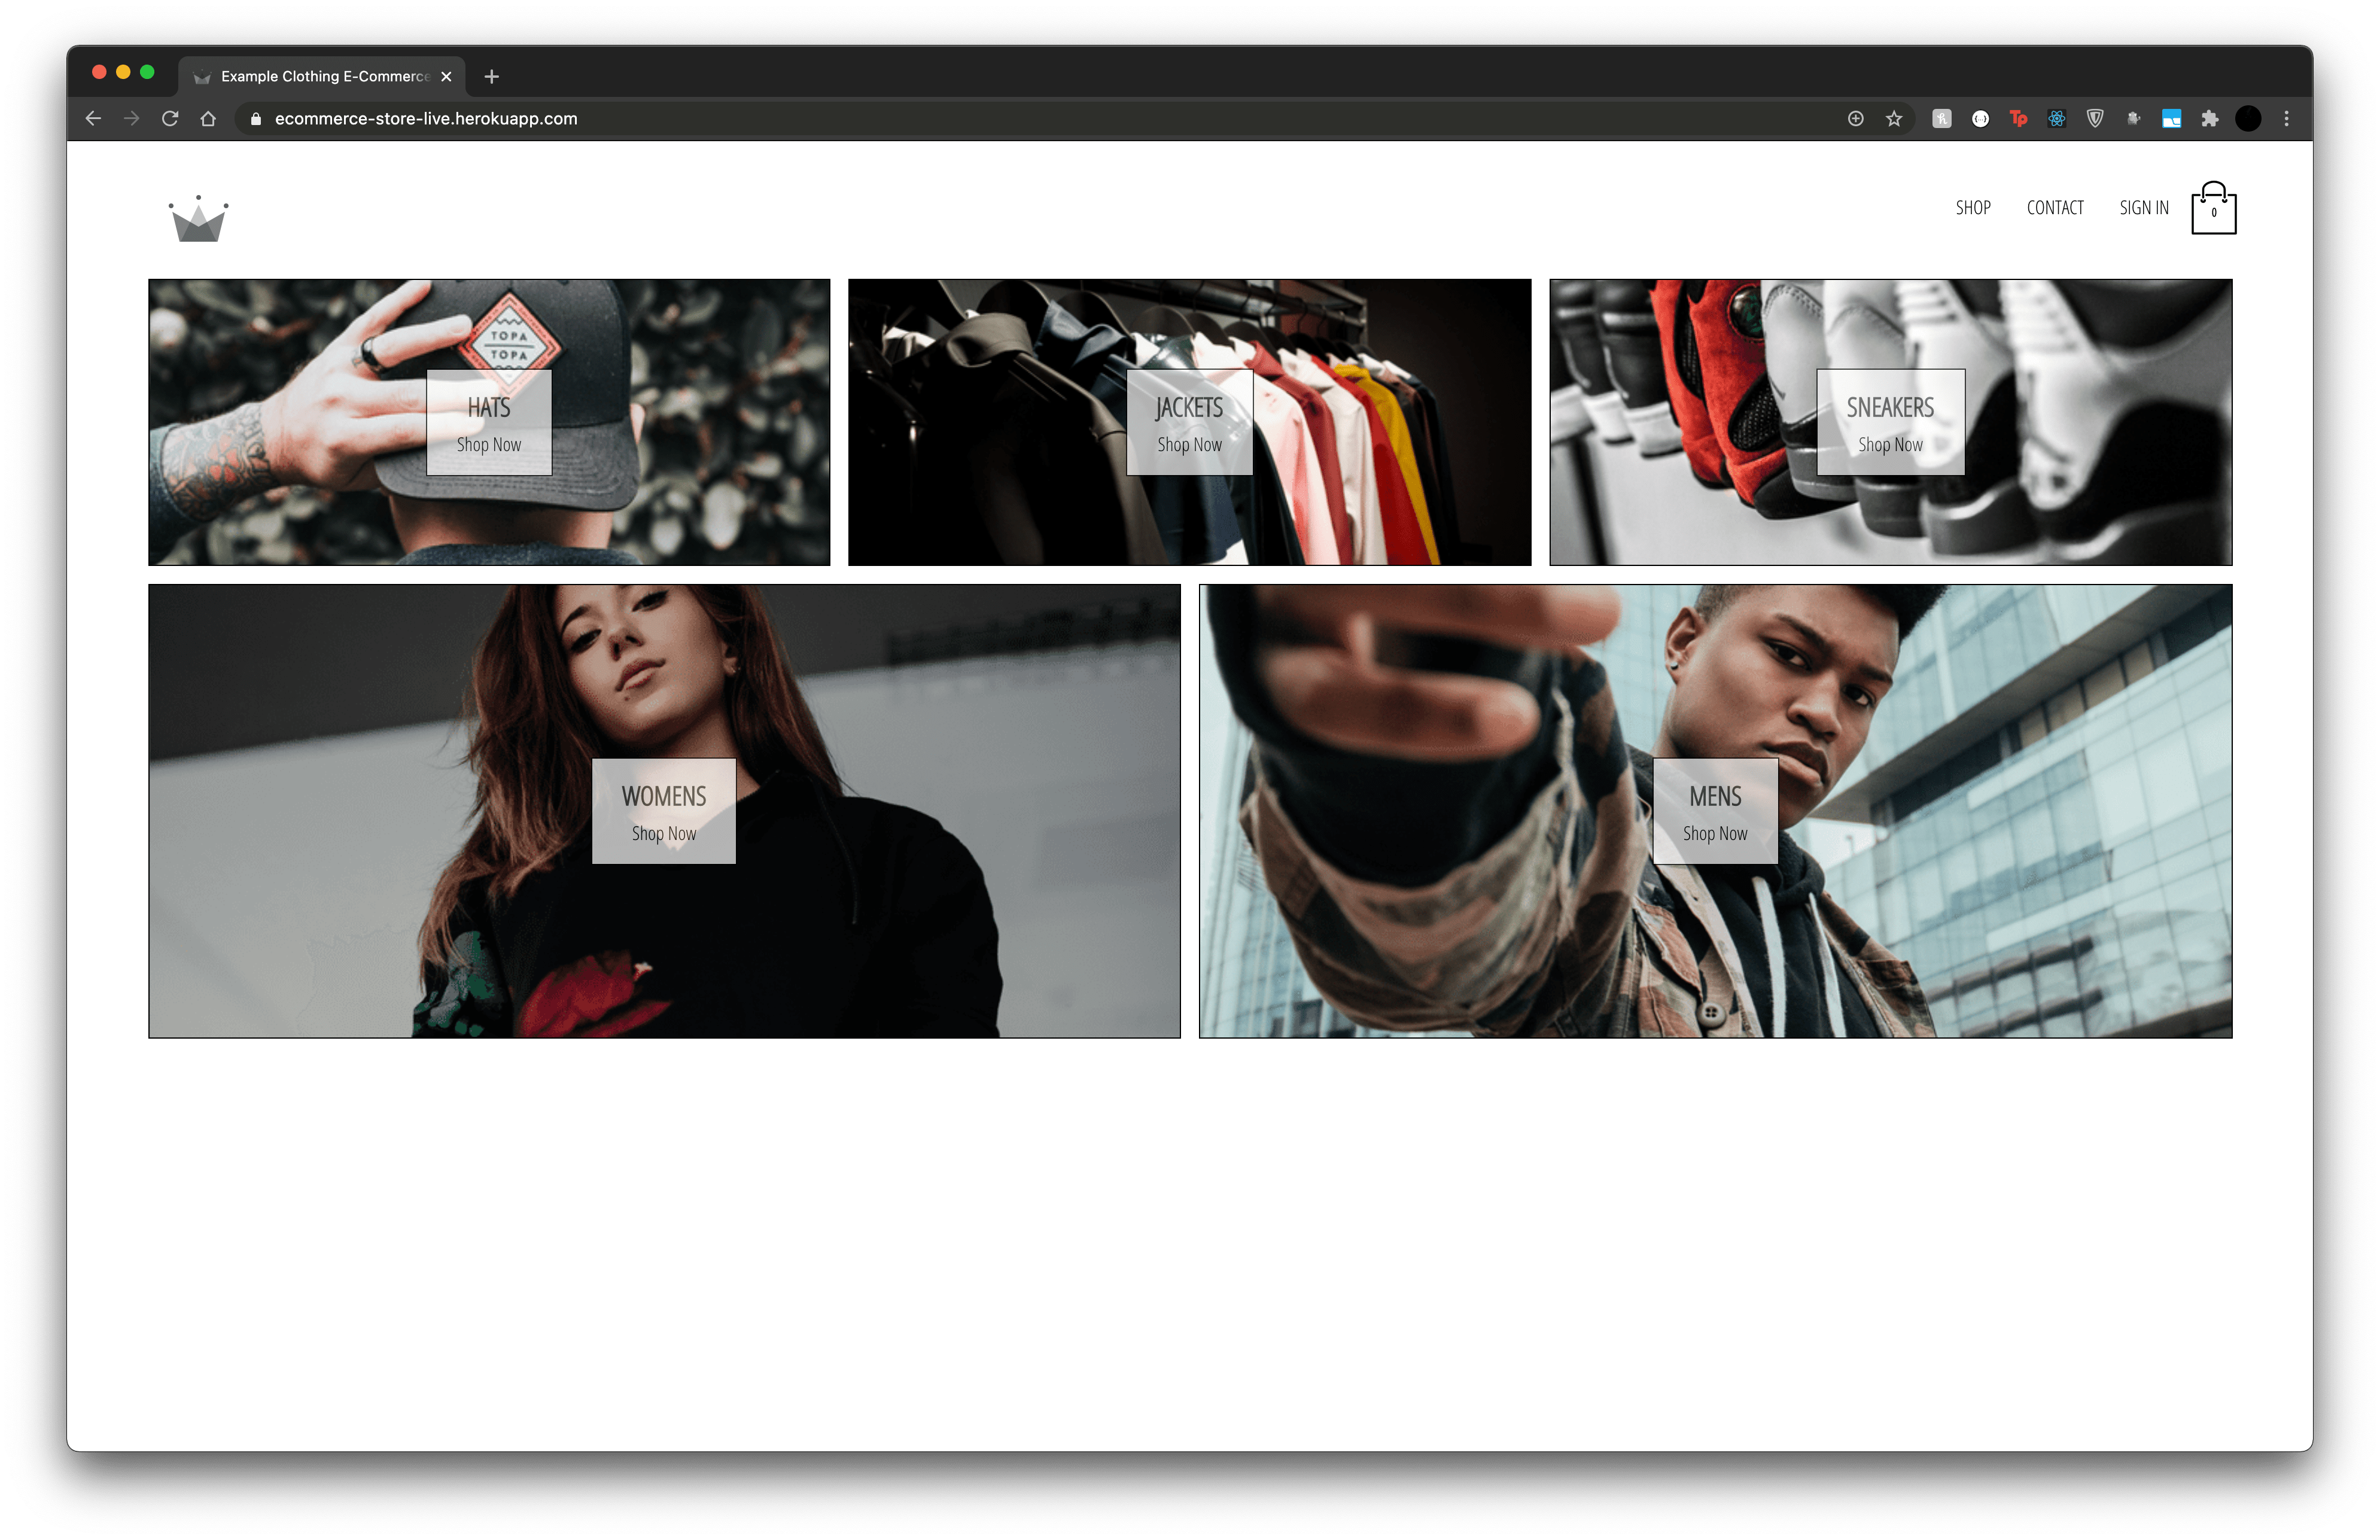 Example Clothing E-Commerce
ecommerce-store-live.herokuapp.com
SHOP
CONTACT
SIGN IN
0
TOPA
TOPA
HATS
Shop Now
JACKETS
Shop Now
SNEAKERS
Shop Now
WOMENS
Shop Now
MENS
Shop Now